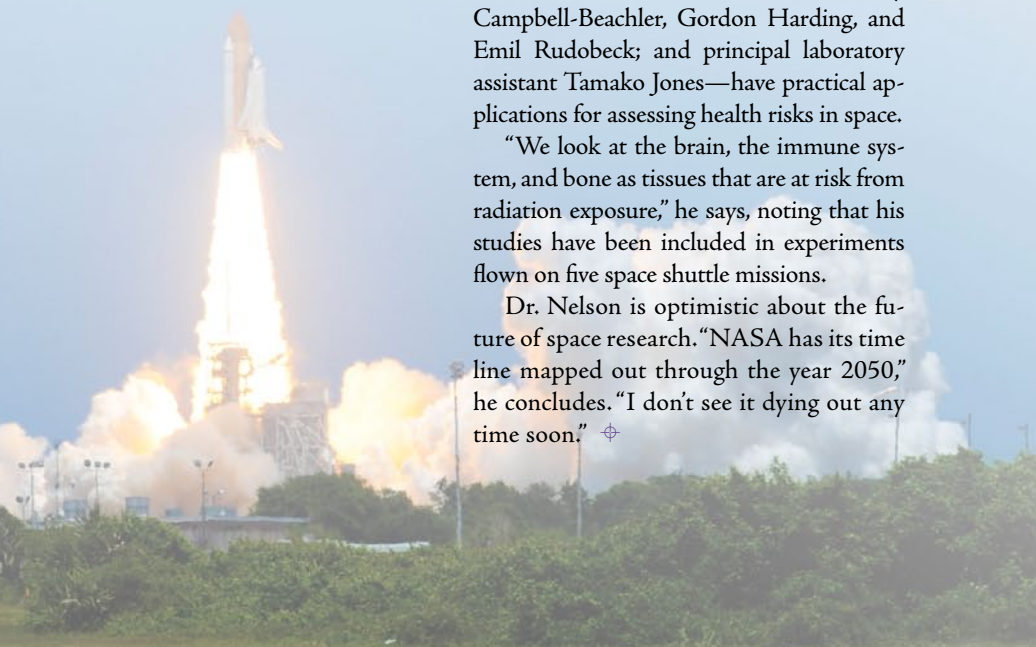 Campbell-Beachler, Gordon Harding, and
Emil Rudobeck; and principal laboratory
assistant Tamako Jones—have practical ap-
plications for assessing health risks in space.
“We look at the brain, the immune sys-
tem, and bone as tissues that are at risk from
radiation exposure,” he says, noting that his
studies have been included in experiments
flown on five space shuttle missions.
Dr. Nelson is optimistic about the fu-
ture of space research. “NASA has its time
line mapped out through the year 2050,”
he concludes. “I don’t see it dying out any
time soon.”